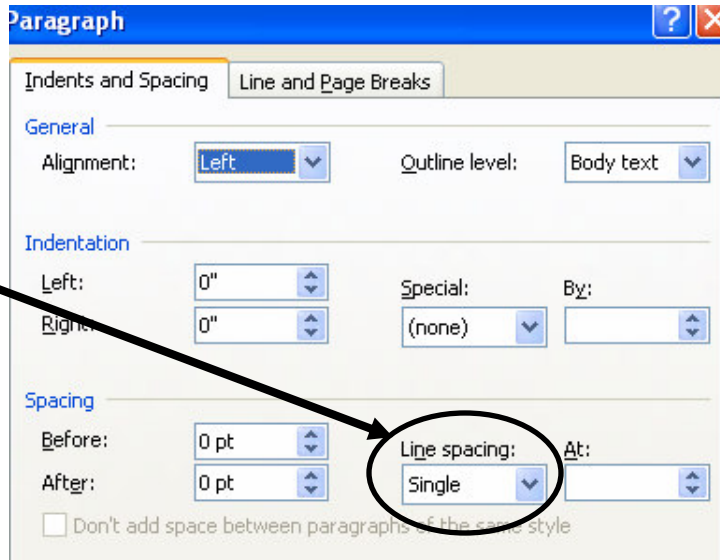 Paragraph
Indents and Spacing Line and Page Breaks
General
Alignment: Left Outline level: Body text
Indentation
Left: 0" Special: By:
Right: 0" (none)
Spacing
Before: 0 pt Line spacing: At:
After: 0 pt Single
Don't add space between paragraphs of the same style